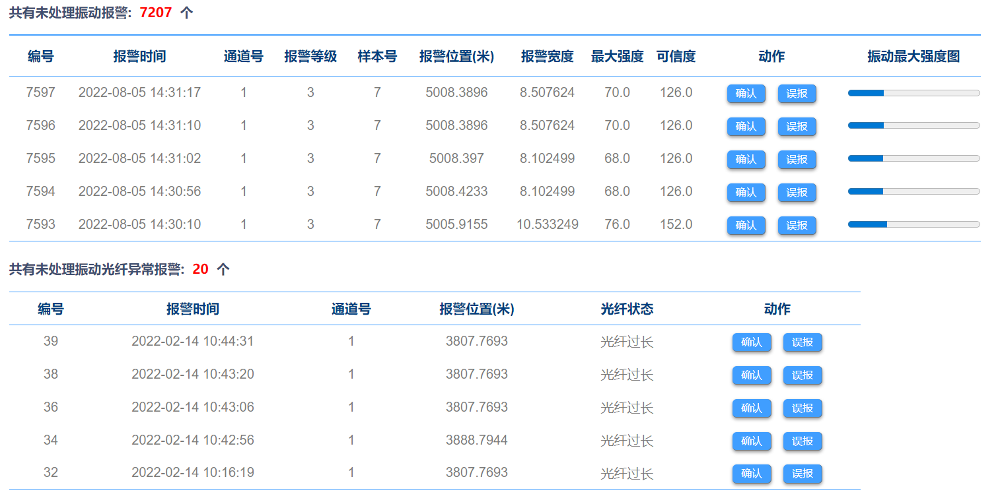 共有未处理振动报警: 7207 个
编号 报警时间 通道号 报警等级 样本号 报警位置(米) 报警宽度 最大强度 可信度 动作 振动最大强度图
7597 2022-08-05 14:31:17 1 3 7 5008.3896 8.507624 70.0 126.0 确认 误报
7596 2022-08-05 14:31:10 1 3 7 5008.3896 8.507624 70.0 126.0 确认 误报
7595 2022-08-05 14:31:02 1 3 7 5008.397 8.102499 68.0 126.0 确认 误报
7594 2022-08-05 14:30:56 1 3 7 5008.4233 8.102499 68.0 126.0 确认 误报
7593 2022-08-05 14:30:10 1 3 7 5005.9155 10.533249 76.0 152.0 确认 误报
共有未处理振动光纤异常报警: 20 个
编号 报警时间 通道号 报警位置(米) 光纤状态 动作
39 2022-02-14 10:44:31 1 3807.7693 光纤过长 确认 误报
38 2022-02-14 10:43:20 1 3807.7693 光纤过长 确认 误报
36 2022-02-14 10:43:06 1 3807.7693 光纤过长 确认 误报
34 2022-02-14 10:42:56 1 3888.7944 光纤过长 确认 误报
32 2022-02-14 10:16:19 1 3807.7693 光纤过长 确认 误报